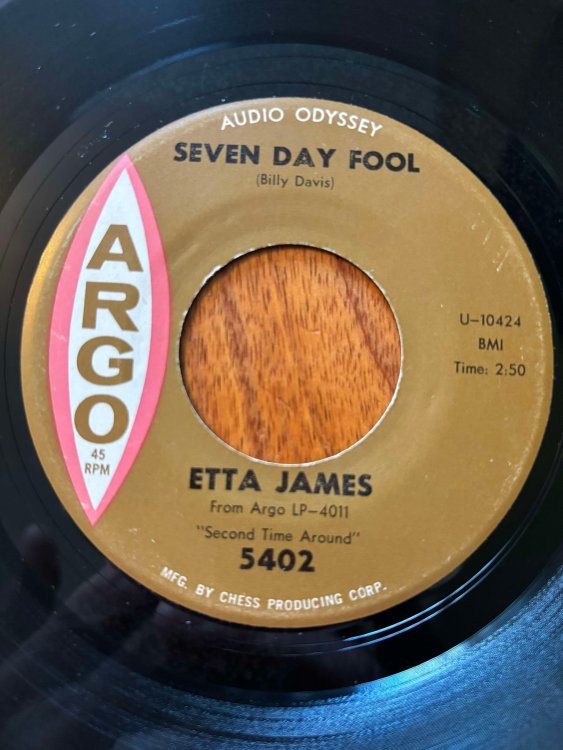 AUDIO ODYSSEY
SEVEN DAY FOOL
(Billy Davis)
ARGO
45
RPM
U-10424
BMI
Time: 2:50
ETTA JAMES
From Argo LP-4011
"Second Time Around"
5402
MFG. BY CHESS PRODUCING CORP.